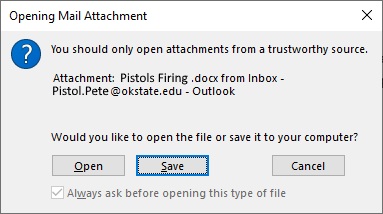 Opening Mail Attachment
You should only open attachments from a trustworthy source.
Attachment: Pistols Firing .docx from Inbox -
Pistol.Pete@okstate.edu - Outlook
Would you like to open the file or save it to your computer?
Open Save Cancel
Always ask before opening this type of file